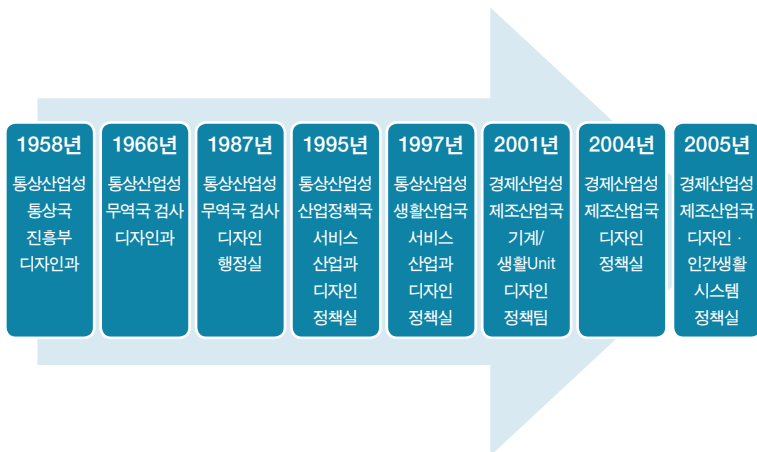 1958년
통상산업성
통상국
진흥부
디자인과
1966년
통상산업성
무역국 검사
디자인과
1987년
통상산업성
무역국 검사
디자인
행정실
1995년
통상산업성
산업정책국
서비스
산업과
디자인
정책실
1997년
통상산업성
생활산업국
서비스
산업과
디자인
정책실
2001년
경제산업성
제조산업국
기계/
생활Unit
디자인
정책팀
2004년
경제산업성
제조산업국
디자인
정책실
2005년
경제산업성
제조산업국
디자인 ·
인간생활
시스템
정책실